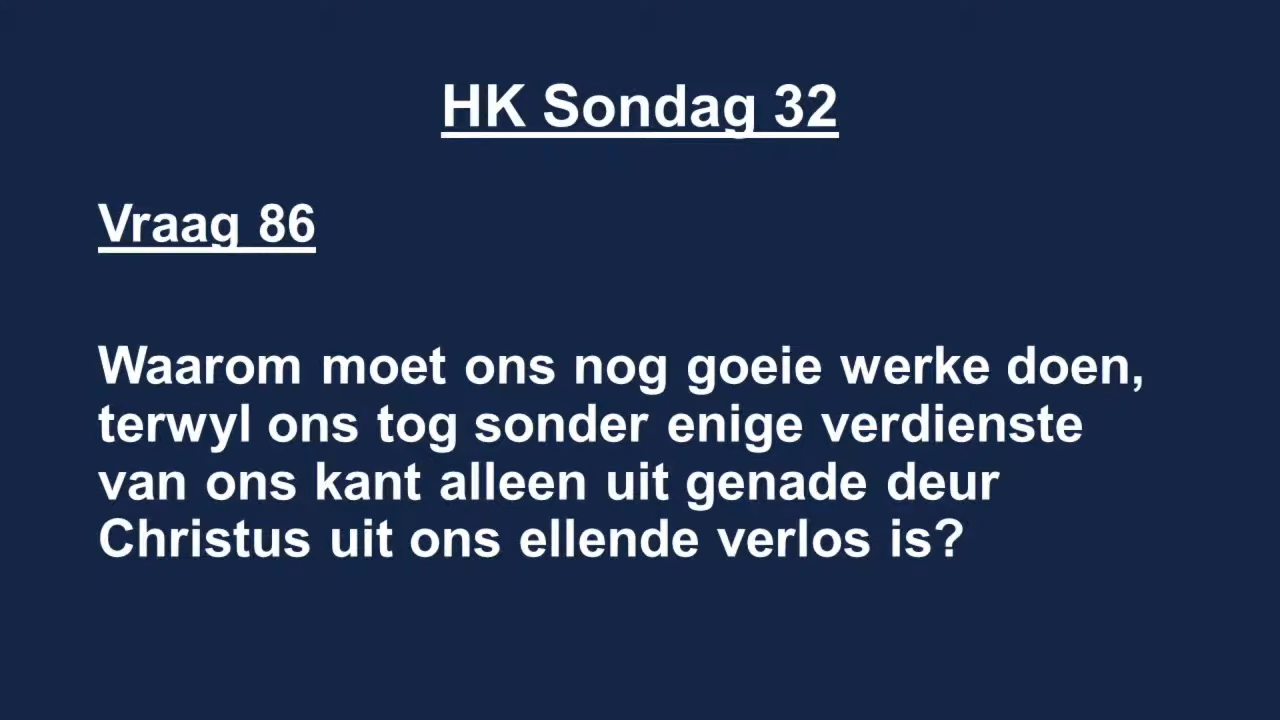 HK Sondag 32
Vraag 86
Waarom moet ons nog goeie werke doen,
terwyl ons tog sonder enige verdienste
van ons kant alleen uit genade deur
Christus uit ons ellende verlos is?